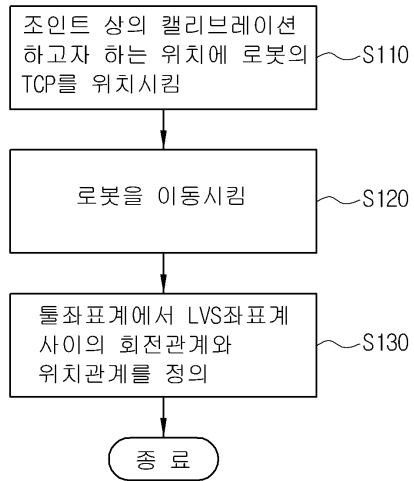 조인트 상의 캘리브레이션
하고자 하는 위치에 로봇의
TCP를 위치시킴
S110
로봇을 이동시킴
S120
툴좌표계에서 LVS좌표계
사이의 회전관계와
위치관계를 정의
S130
종 료